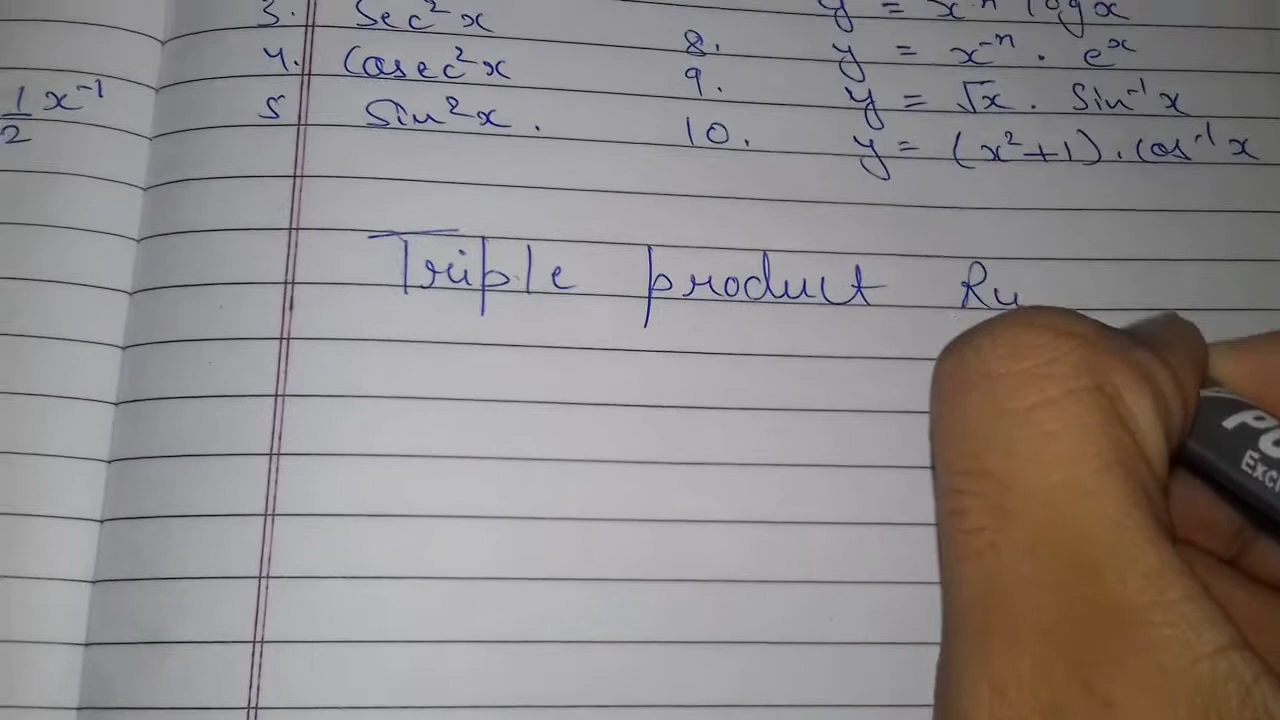 3. Sec²x
4. Cosec²x
5 Sin²x.
y = x⁻ⁿ logx
8. y = x⁻ⁿ . eˣ
9. y = √x . Sin⁻¹x
10. y = (x²+1).cos⁻¹x
1/2 x⁻¹
Triple product Ru